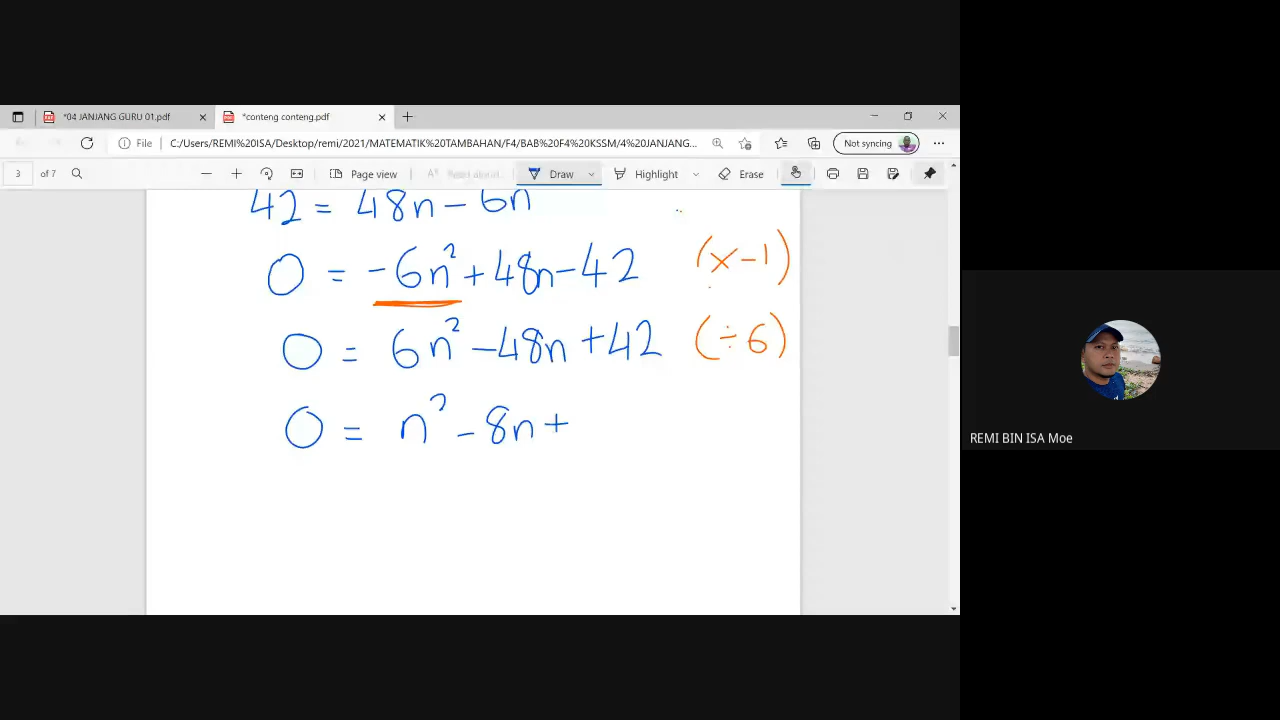 *04 JANJANG GURU 01.pdf
*conteng conteng.pdf
File C:/Users/REMI%20ISA/Desktop/remi/2021/MATEMATIK%20TAMBAHAN/F4/BAB%20F4%20KSSM/4%20JANJANG... Not syncing
3 of 7 Page view Read aloud Draw Highlight Erase
42 = 48n - 6n
0 = -6n² + 48n - 42 (x-1)
0 = 6n² - 48n + 42 (÷6)
0 = n² - 8n +
REMI BIN ISA Moe